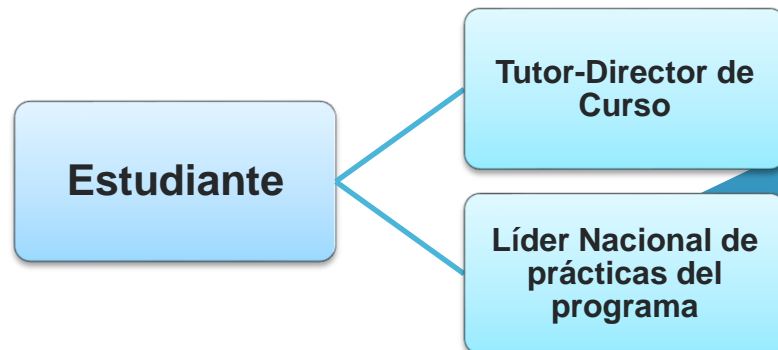 Estudiante
Tutor-Director de
Curso
Líder Nacional de
prácticas del
programa